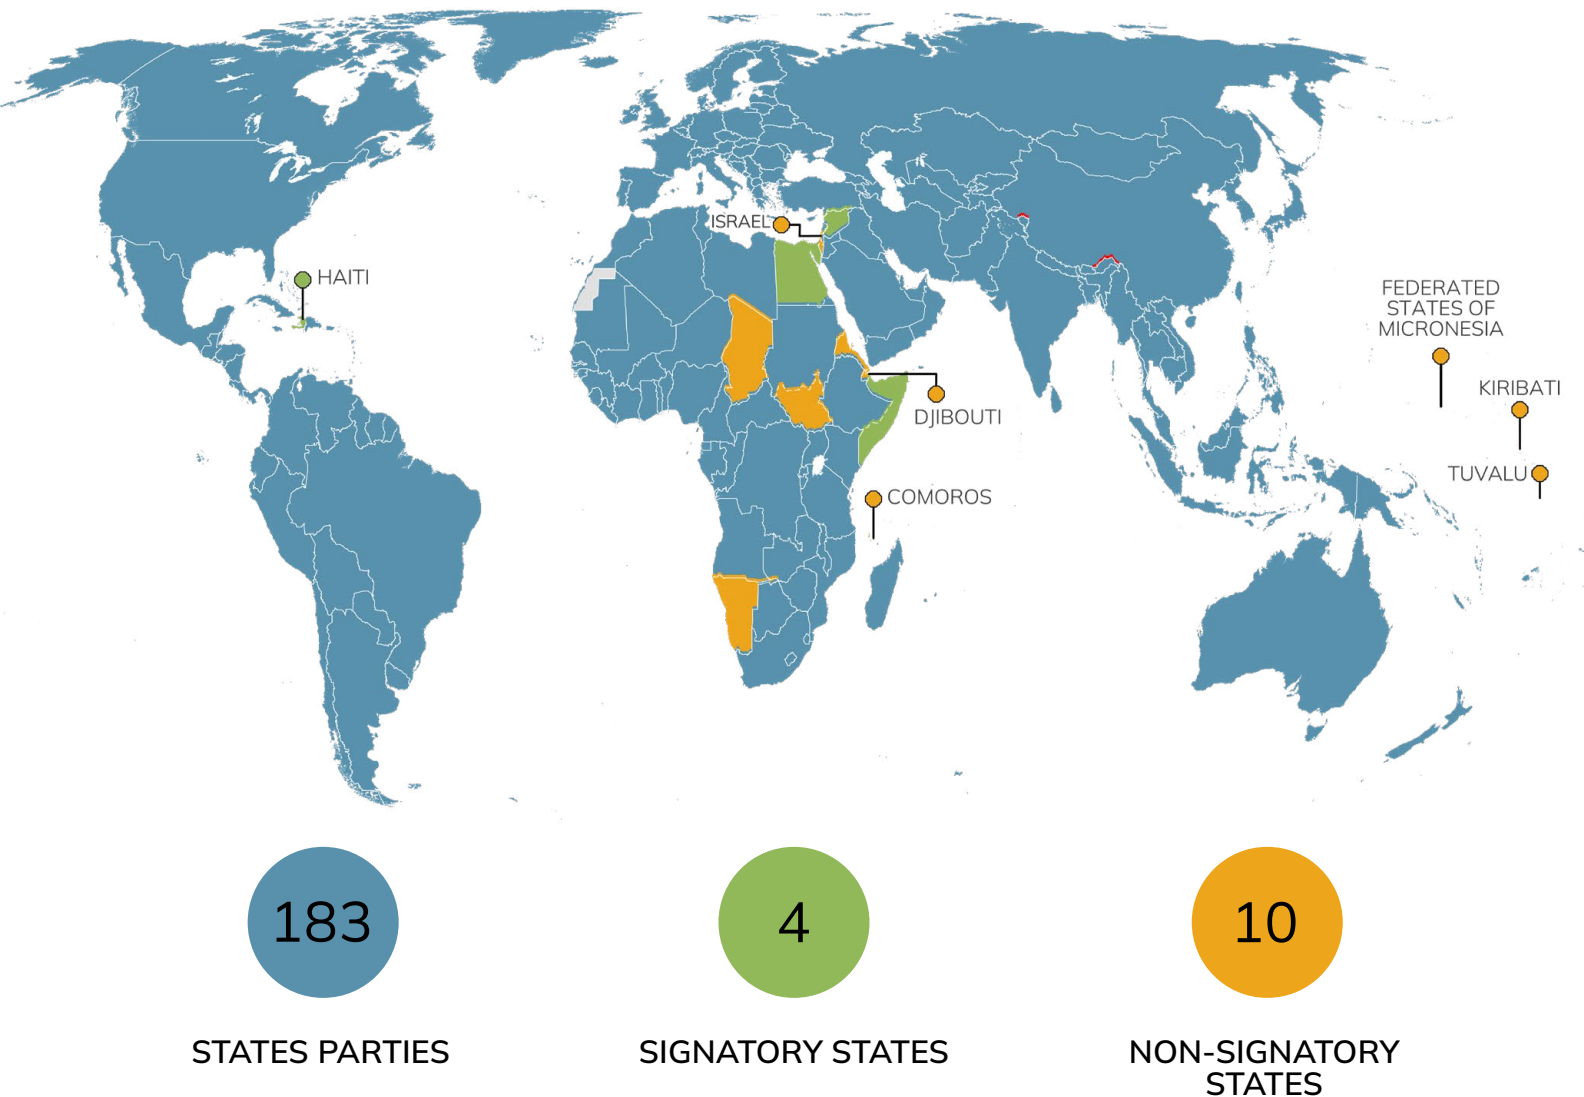 ISRAEL
HAITI
FEDERATED
STATES OF
MICRONESIA
KIRIBATI
DJIBOUTI
TUVALU
COMOROS
183
4
10
STATES PARTIES
SIGNATORY STATES
NON-SIGNATORY
STATES